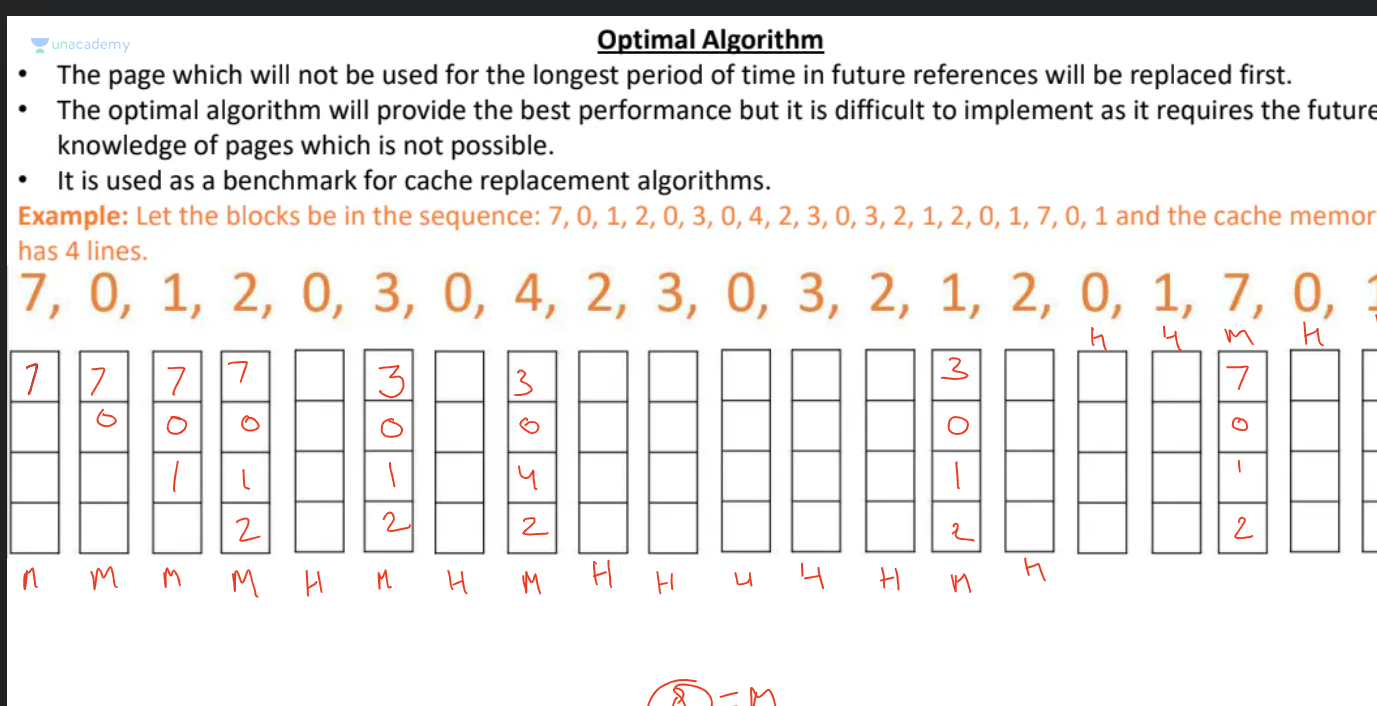 unacademy
Optimal Algorithm
• The page which will not be used for the longest period of time in future references will be replaced first.
• The optimal algorithm will provide the best performance but it is difficult to implement as it requires the future
knowledge of pages which is not possible.
• It is used as a benchmark for cache replacement algorithms.
Example: Let the blocks be in the sequence: 7, 0, 1, 2, 0, 3, 0, 4, 2, 3, 0, 3, 2, 1, 2, 0, 1, 7, 0, 1 and the cache memor
has 4 lines.
7, 0, 1, 2, 0, 3, 0, 4, 2, 3, 0, 3, 2, 1, 2, 0, 1, 7, 0, 1
H H M H
7 7 7 7 3 3 3 7
0 0 0 0 0 0 0
1 1 1 4 1 1
2 2 2 2 2
M M M M H M H M H H H H H M H
8 = M